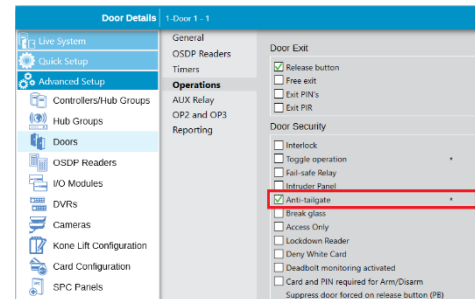 Door Details
1-Door 1 - 1
Live System
Quick Setup
Advanced Setup
Controllers/Hub Groups
Hub Groups
Doors
OSDP Readers
I/O Modules
DVRs
Cameras
Kone Lift Configuration
Card Configuration
SPC Panels
General
OSDP Readers
Timers
Operations
AUX Relay
OP2 and OP3
Reporting
Door Exit
Release button
Free exit
Exit PIN's
Exit PIR
Door Security
Interlock
Toggle operation *
Fail-safe Relay
Intruder Panel
Anti-tailgate *
Break glass
Access Only
Lockdown Reader
Deny White Card
Deadbolt monitoring activated
Card and PIN required for Arm/Disarm
Suppress door forced on release button (PB)